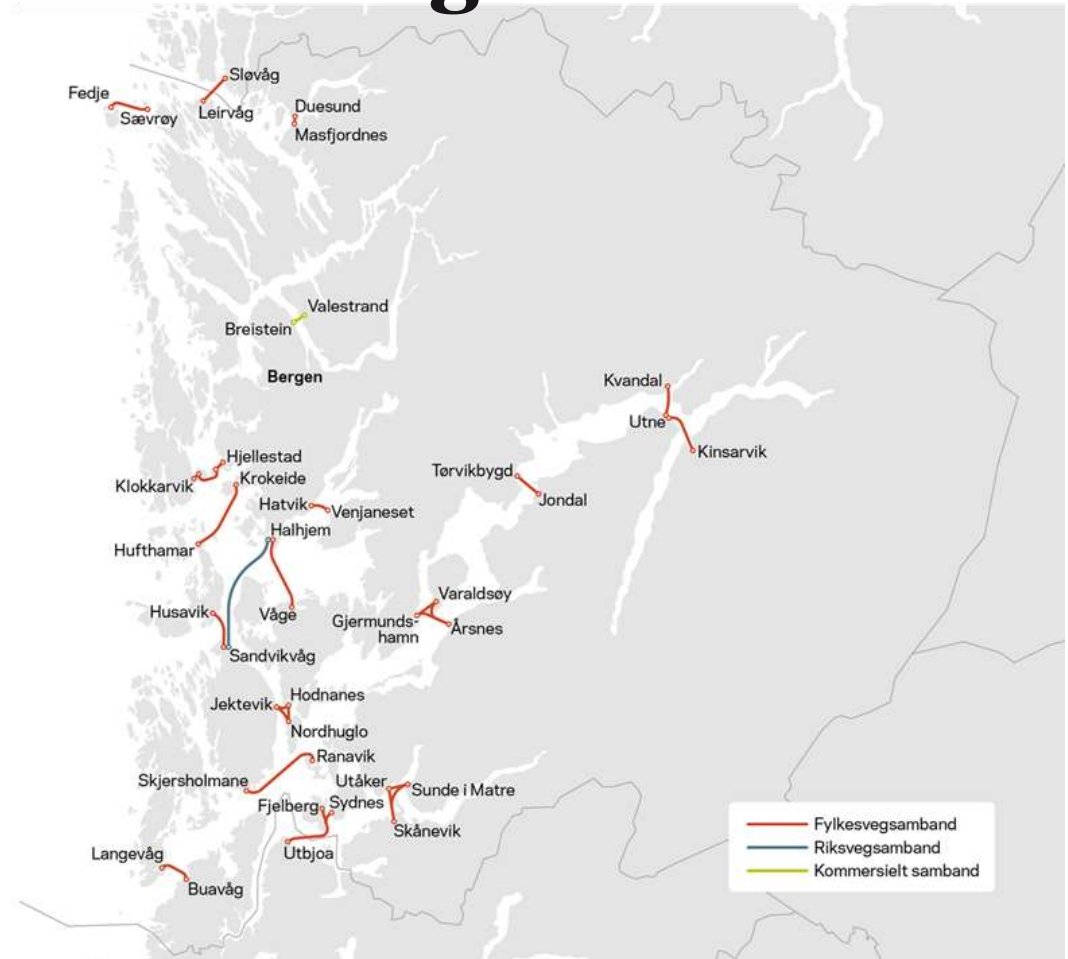 g
Sløvåg
Fedje
Sævrøy
Leirvåg
Duesund
Masfjordnes
Valestrand
Breistein
Bergen
Kvandal
Utne
Kinsarvik
Hjellestad
Klokkarvik
Krokeide
Tørvikbygd
Jondal
Hatvik
Venjaneset
Halhjem
Hufthamar
Husavik
Våge
Varaldsøy
Gjermunds-
hamn
Årsnes
Sandvikvåg
Jektevik
Hodnanes
Nordhuglo
Ranavik
Skjersholmane
Utåker
Sunde i Matre
Fjelberg
Sydnes
Skånevik
Utbjoa
Langevåg
Buavåg
Fylkesvegsamband
Riksvegsamband
Kommersielt samband